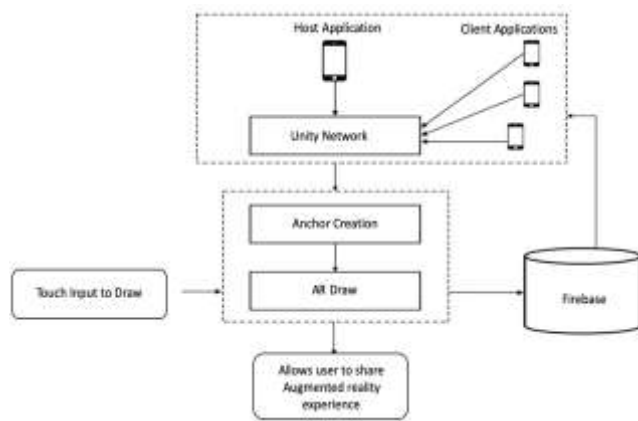 Host Application
Client Applications
Unity Network
Anchor Creation
Touch Input to Draw
AR Draw
Firebase
Allows user to share
Augmented reality
experience